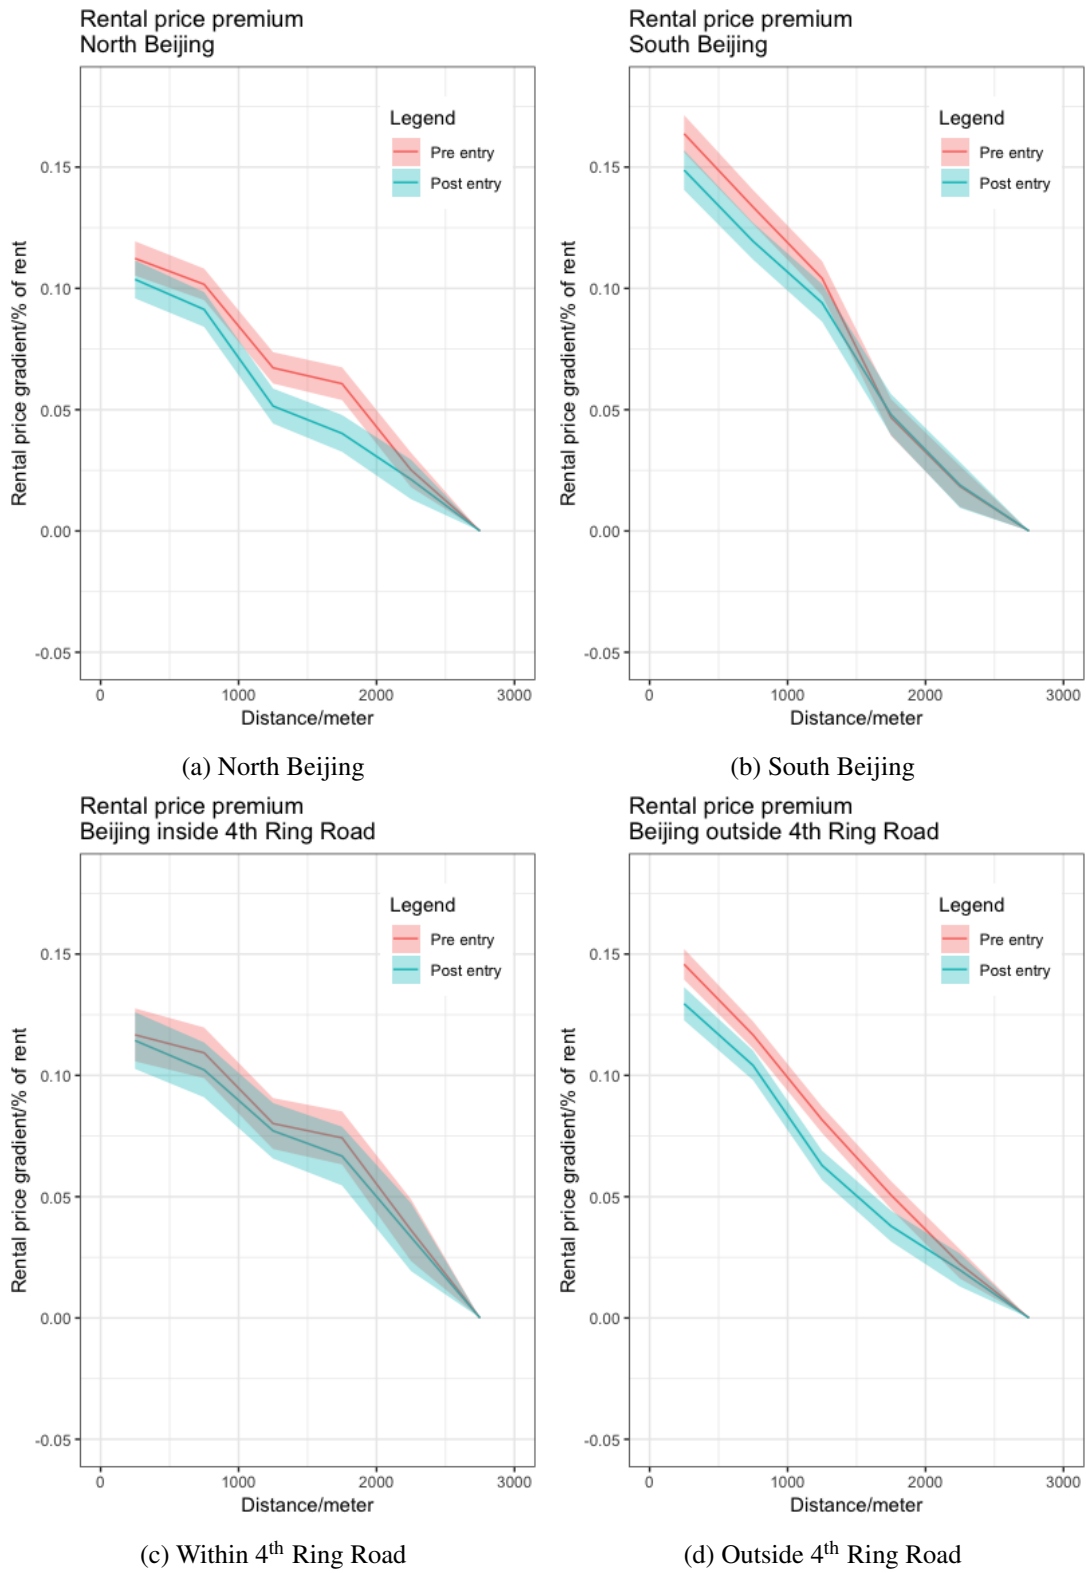 Rental price premium
North Beijing
Legend
Pre entry
Post entry
0.15
0.10
0.05
0.00
-0.05
Rental price gradient/% of rent
0 1000 2000 3000
Distance/meter
(a) North Beijing
Rental price premium
South Beijing
Legend
Pre entry
Post entry
0.15
0.10
0.05
0.00
-0.05
Rental price gradient/% of rent
0 1000 2000 3000
Distance/meter
(b) South Beijing
Rental price premium
Beijing inside 4th Ring Road
Legend
Pre entry
Post entry
0.15
0.10
0.05
0.00
-0.05
Rental price gradient/% of rent
0 1000 2000 3000
Distance/meter
(c) Within 4th Ring Road
Rental price premium
Beijing outside 4th Ring Road
Legend
Pre entry
Post entry
0.15
0.10
0.05
0.00
-0.05
Rental price gradient/% of rent
0 1000 2000 3000
Distance/meter
(d) Outside 4th Ring Road